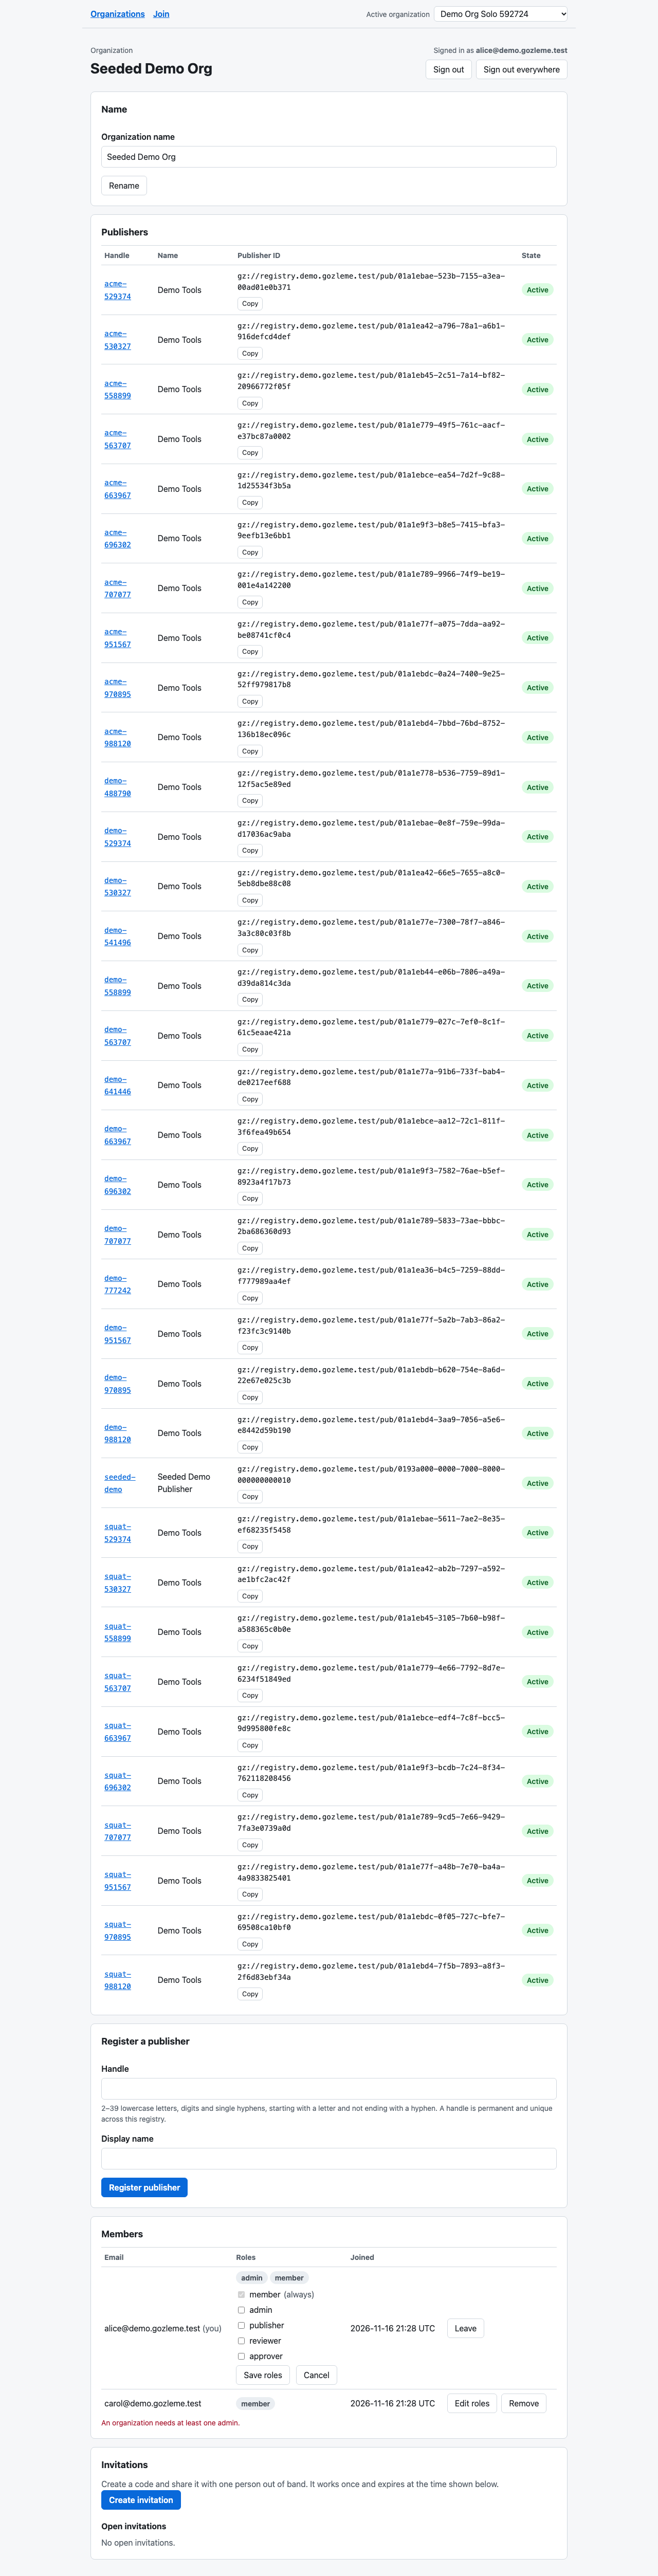 Organizations Join Active organization Demo Org Solo 592724
Organization
Seeded Demo Org
Signed in as alice@demo.gozleme.test
Sign out Sign out everywhere
Name
Organization name
Seeded Demo Org
Rename
Publishers
Handle Name Publisher ID State
acme-
529374
Demo Tools
gz://registry.demo.gozleme.test/pub/01a1ebae-523b-7155-a3ea-
00ad01e0b371
Copy
Active
acme-
530327
Demo Tools
gz://registry.demo.gozleme.test/pub/01a1ea42-a796-78a1-a6b1-
916defcd4def
Copy
Active
acme-
558899
Demo Tools
gz://registry.demo.gozleme.test/pub/01a1eb45-2c51-7a14-bf82-
20966772f05f
Copy
Active
acme-
563707
Demo Tools
gz://registry.demo.gozleme.test/pub/01a1e779-49f5-761c-aacf-
e37bc87a0002
Copy
Active
acme-
663967
Demo Tools
gz://registry.demo.gozleme.test/pub/01a1ebce-ea54-7d2f-9c88-
1d25534f3b5a
Copy
Active
acme-
696302
Demo Tools
gz://registry.demo.gozleme.test/pub/01a1e9f3-b8e5-7415-bfa3-
9eefb13e6bb1
Copy
Active
acme-
707077
Demo Tools
gz://registry.demo.gozleme.test/pub/01a1e789-9966-74f9-be19-
001e4a142200
Copy
Active
acme-
951567
Demo Tools
gz://registry.demo.gozleme.test/pub/01a1e77f-a075-7dda-aa92-
be08741cf0c4
Copy
Active
acme-
970895
Demo Tools
gz://registry.demo.gozleme.test/pub/01a1ebdc-0a24-7400-9e25-
52ff979817b8
Copy
Active
acme-
988120
Demo Tools
gz://registry.demo.gozleme.test/pub/01a1ebd4-7bbd-76bd-8752-
136b18ec096c
Copy
Active
demo-
488790
Demo Tools
gz://registry.demo.gozleme.test/pub/01a1e778-b536-7759-89d1-
12f5ac5e89ed
Copy
Active
demo-
529374
Demo Tools
gz://registry.demo.gozleme.test/pub/01a1ebae-0e8f-759e-99da-
d17036ac9aba
Copy
Active
demo-
530327
Demo Tools
gz://registry.demo.gozleme.test/pub/01a1ea42-66e5-7655-a8c0-
5eb8dbe88c08
Copy
Active
demo-
541496
Demo Tools
gz://registry.demo.gozleme.test/pub/01a1e77e-7300-78f7-a846-
3a3c80c03f8b
Copy
Active
demo-
558899
Demo Tools
gz://registry.demo.gozleme.test/pub/01a1eb44-e06b-7806-a49a-
d39da814c3da
Copy
Active
demo-
563707
Demo Tools
gz://registry.demo.gozleme.test/pub/01a1e779-027c-7ef0-8c1f-
61c5eaae421a
Copy
Active
demo-
641446
Demo Tools
gz://registry.demo.gozleme.test/pub/01a1e77a-91b6-733f-bab4-
de0217eef688
Copy
Active
demo-
663967
Demo Tools
gz://registry.demo.gozleme.test/pub/01a1ebce-aa12-72c1-811f-
3f6fea49b654
Copy
Active
demo-
696302
Demo Tools
gz://registry.demo.gozleme.test/pub/01a1e9f3-7582-76ae-b5ef-
8923a4f17b73
Copy
Active
demo-
707077
Demo Tools
gz://registry.demo.gozleme.test/pub/01a1e789-5833-73ae-bbbc-
2ba686360d93
Copy
Active
demo-
777242
Demo Tools
gz://registry.demo.gozleme.test/pub/01a1ea36-b4c5-7259-88dd-
f777989aa4ef
Copy
Active
demo-
951567
Demo Tools
gz://registry.demo.gozleme.test/pub/01a1e77f-5a2b-7ab3-86a2-
f23fc3c9140b
Copy
Active
demo-
970895
Demo Tools
gz://registry.demo.gozleme.test/pub/01a1ebdb-b620-754e-8a6d-
22e67e025c3b
Copy
Active
demo-
988120
Demo Tools
gz://registry.demo.gozleme.test/pub/01a1ebd4-3aa9-7056-a5e6-
e8442d59b190
Copy
Active
seeded-
demo
Seeded Demo
Publisher
gz://registry.demo.gozleme.test/pub/0193a000-0000-7000-8000-
000000000010
Copy
Active
squat-
529374
Demo Tools
gz://registry.demo.gozleme.test/pub/01a1ebae-5611-7ae2-8e35-
ef68235f5458
Copy
Active
squat-
530327
Demo Tools
gz://registry.demo.gozleme.test/pub/01a1ea42-ab2b-7297-a592-
ae1bfc2ac42f
Copy
Active
squat-
558899
Demo Tools
gz://registry.demo.gozleme.test/pub/01a1eb45-3105-7b60-b98f-
a588365c0b0e
Copy
Active
squat-
563707
Demo Tools
gz://registry.demo.gozleme.test/pub/01a1e779-4e66-7792-8d7e-
6234f51849ed
Copy
Active
squat-
663967
Demo Tools
gz://registry.demo.gozleme.test/pub/01a1ebce-edf4-7c8f-bcc5-
9d995800fe8c
Copy
Active
squat-
696302
Demo Tools
gz://registry.demo.gozleme.test/pub/01a1e9f3-bcdb-7c24-8f34-
762118208456
Copy
Active
squat-
707077
Demo Tools
gz://registry.demo.gozleme.test/pub/01a1e789-9cd5-7e66-9429-
7fa3e0739a0d
Copy
Active
squat-
951567
Demo Tools
gz://registry.demo.gozleme.test/pub/01a1e77f-a48b-7e70-ba4a-
4a9833825401
Copy
Active
squat-
970895
Demo Tools
gz://registry.demo.gozleme.test/pub/01a1ebdc-0f05-727c-bfe7-
69508ca10bf0
Copy
Active
squat-
988120
Demo Tools
gz://registry.demo.gozleme.test/pub/01a1ebd4-7f5b-7893-a8f3-
2f6d83ebf34a
Copy
Active
Register a publisher
Handle
2–39 lowercase letters, digits and single hyphens, starting with a letter and not ending with a hyphen. A handle is permanent and unique
across this registry.
Display name
Register publisher
Members
Email Roles Joined
admin member
member (always)
admin
alice@demo.gozleme.test (you) publisher 2026-11-16 21:28 UTC Leave
reviewer
approver
Save roles Cancel
carol@demo.gozleme.test member 2026-11-16 21:28 UTC Edit roles Remove
An organization needs at least one admin.
Invitations
Create a code and share it with one person out of band. It works once and expires at the time shown below.
Create invitation
Open invitations
No open invitations.